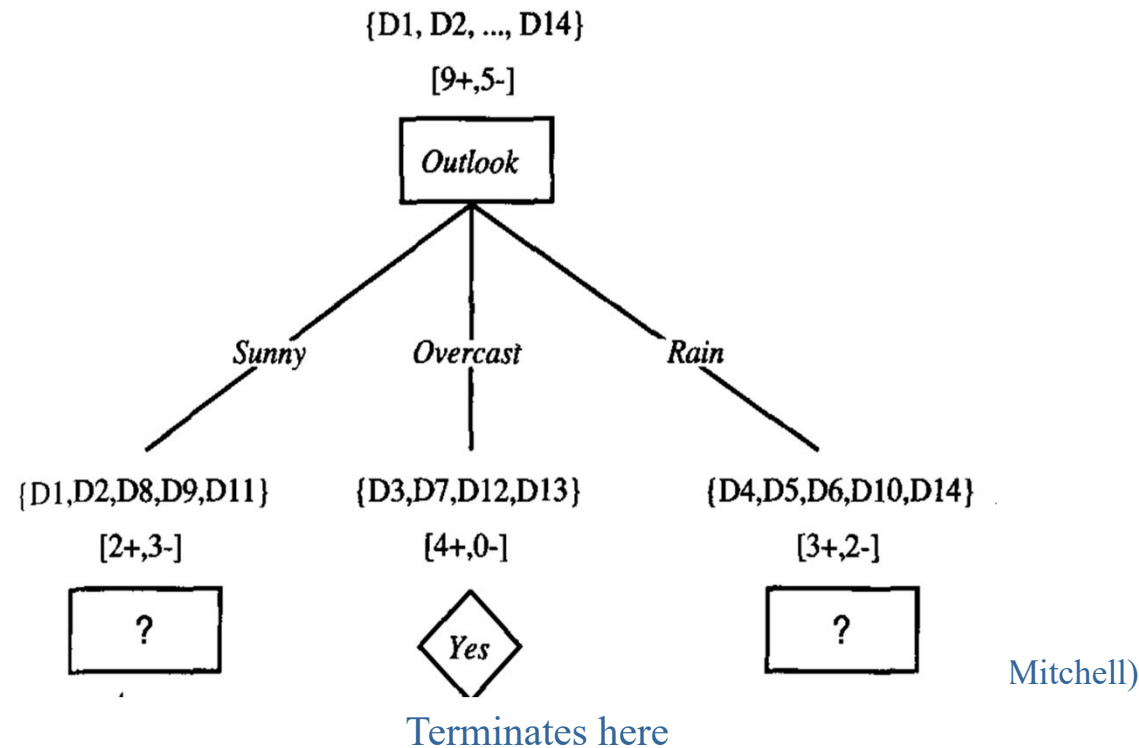 {D1, D2, ..., D14}
[9+,5-]
Outlook
Sunny Overcast Rain
{D1,D2,D8,D9,D11} {D3,D7,D12,D13} {D4,D5,D6,D10,D14}
[2+,3-] [4+,0-] [3+,2-]
? Yes ?
Mitchell)
Terminates here